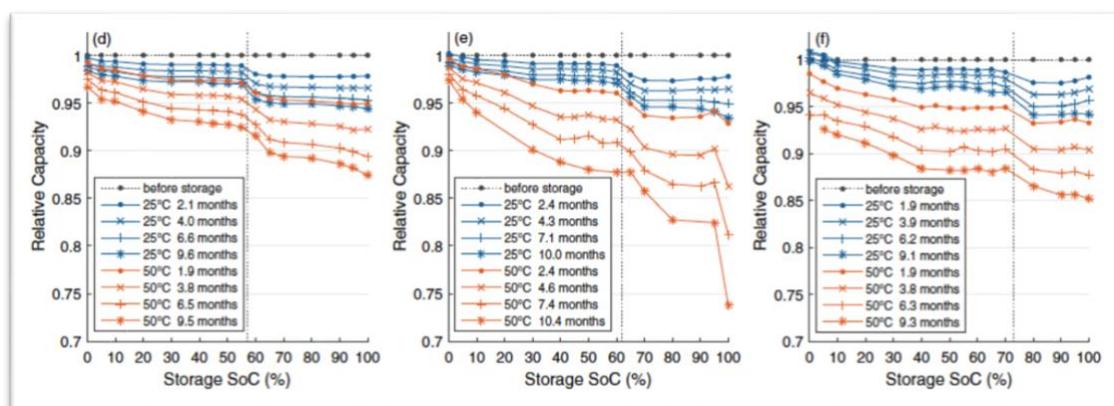 (d)
1
0.95
0.9
0.85
0.8
0.75
0.7
Relative Capacity
before storage
25°C 2.1 months
25°C 4.0 months
25°C 6.6 months
25°C 9.6 months
50°C 1.9 months
50°C 3.8 months
50°C 6.5 months
50°C 9.5 months
0 10 20 30 40 50 60 70 80 90 100
Storage SoC (%)
(e)
1
0.95
0.9
0.85
0.8
0.75
0.7
Relative Capacity
before storage
25°C 2.4 months
25°C 4.3 months
25°C 7.1 months
25°C 10.0 months
50°C 2.4 months
50°C 4.6 months
50°C 7.4 months
50°C 10.4 months
0 10 20 30 40 50 60 70 80 90 100
Storage SoC (%)
(f)
1
0.95
0.9
0.85
0.8
0.75
0.7
Relative Capacity
before storage
25°C 1.9 months
25°C 3.9 months
25°C 6.2 months
25°C 9.1 months
50°C 1.9 months
50°C 3.8 months
50°C 6.3 months
50°C 9.3 months
0 10 20 30 40 50 60 70 80 90 100
Storage SoC (%)